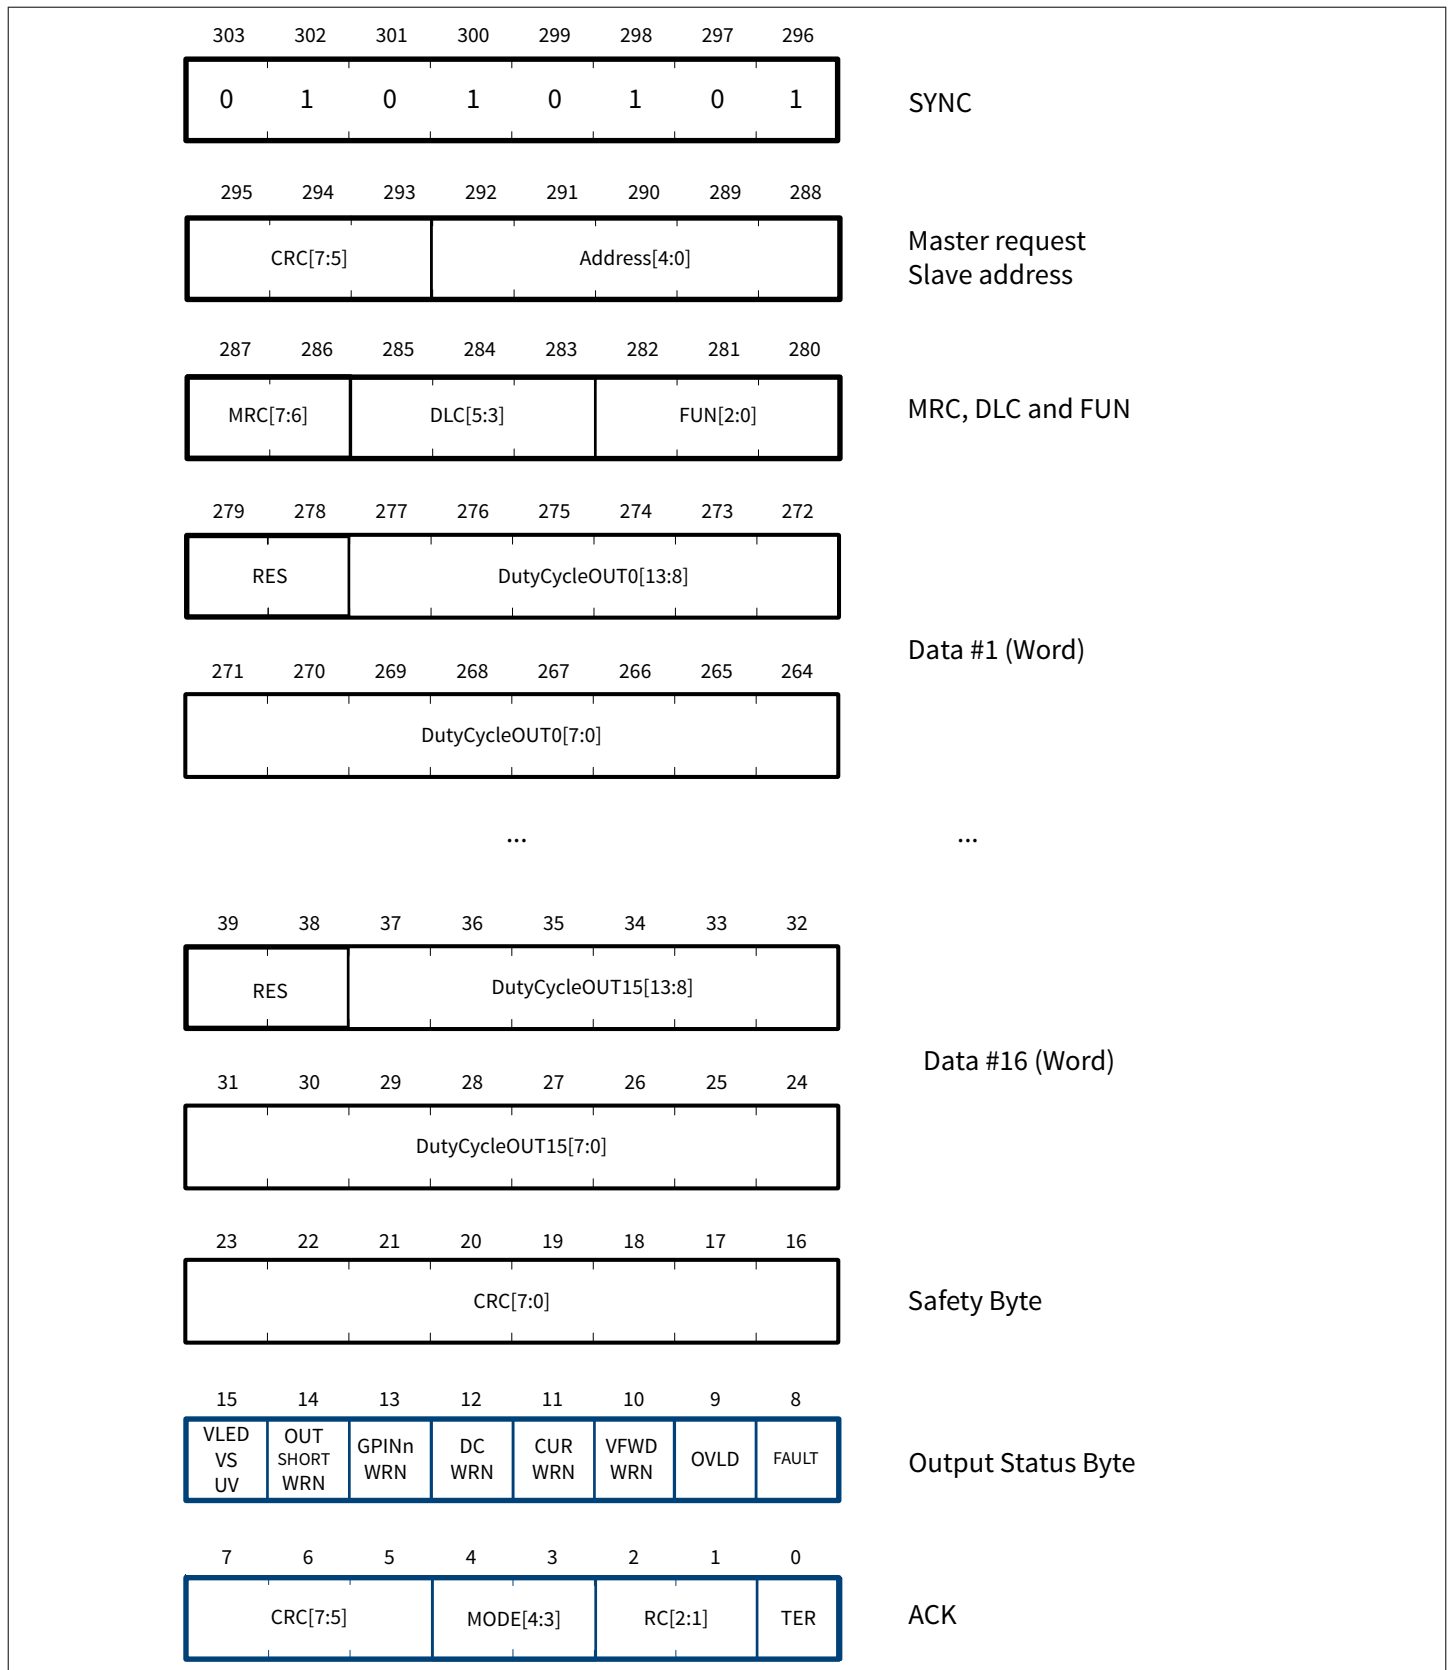 303 302 301 300 299 298 297 296
0 1 0 1 0 1 0 1
SYNC
295 294 293 292 291 290 289 288
CRC[7:5] Address[4:0]
Master request
Slave address
287 286 285 284 283 282 281 280
MRC[7:6] DLC[5:3] FUN[2:0]
MRC, DLC and FUN
279 278 277 276 275 274 273 272
RES DutyCycleOUT0[13:8]
Data #1 (Word)
271 270 269 268 267 266 265 264
DutyCycleOUT0[7:0]
... ...
39 38 37 36 35 34 33 32
RES DutyCycleOUT15[13:8]
Data #16 (Word)
31 30 29 28 27 26 25 24
DutyCycleOUT15[7:0]
23 22 21 20 19 18 17 16
CRC[7:0]
Safety Byte
15 14 13 12 11 10 9 8
VLED
VS
UV
OUT
SHORT
WRN
GPINn
WRN
DC
WRN
CUR
WRN
VFWD
WRN
OVLD
FAULT
Output Status Byte
7 6 5 4 3 2 1 0
CRC[7:5] MODE[4:3] RC[2:1] TER
ACK